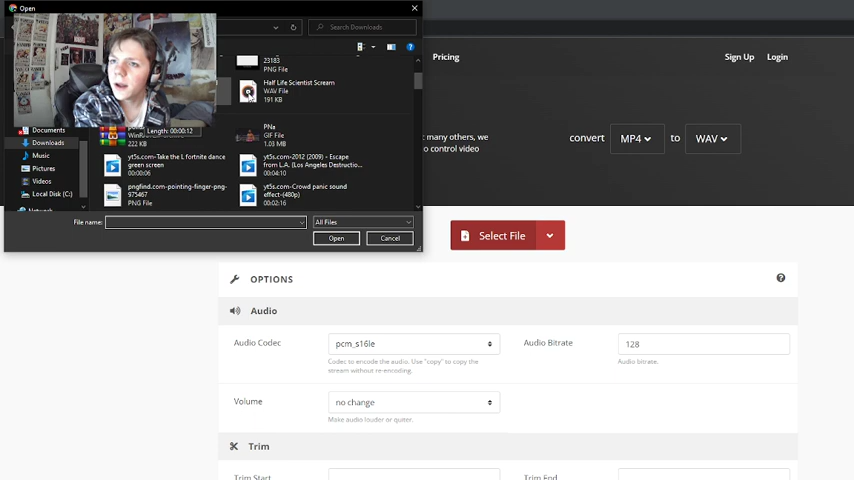 Open
Search Downloads
Pricing
Sign Up
Login
23183
PNG File
Half Life Scientist Scream
WAV File
191 KB
Length: 00:00:12
222 KB
PNa
GIF File
1.03 MB
many others, we
o control video
convert MP4 to WAV
Documents
Downloads
Music
Pictures
Videos
Local Disk (C:)
Network
yt5s.com-Take the L fortnite dance
green screen
00:00:06
yt5s.com-2012 (2009) - Escape
from L.A. (Los Angeles Destructio...
00:04:10
pngfind.com-pointing-finger-png-
975467
PNG File
yt5s.com-Crowd panic sound
effect-(480p)
00:02:16
File name:
All Files
Open
Cancel
Select File
OPTIONS
Audio
Audio Codec
pcm_s16le
Codec to encode the audio. Use "copy" to copy the
stream without re-encoding.
Audio Bitrate
128
Audio bitrate.
Volume
no change
Make audio louder or quiter.
Trim
Trim Start
Trim End